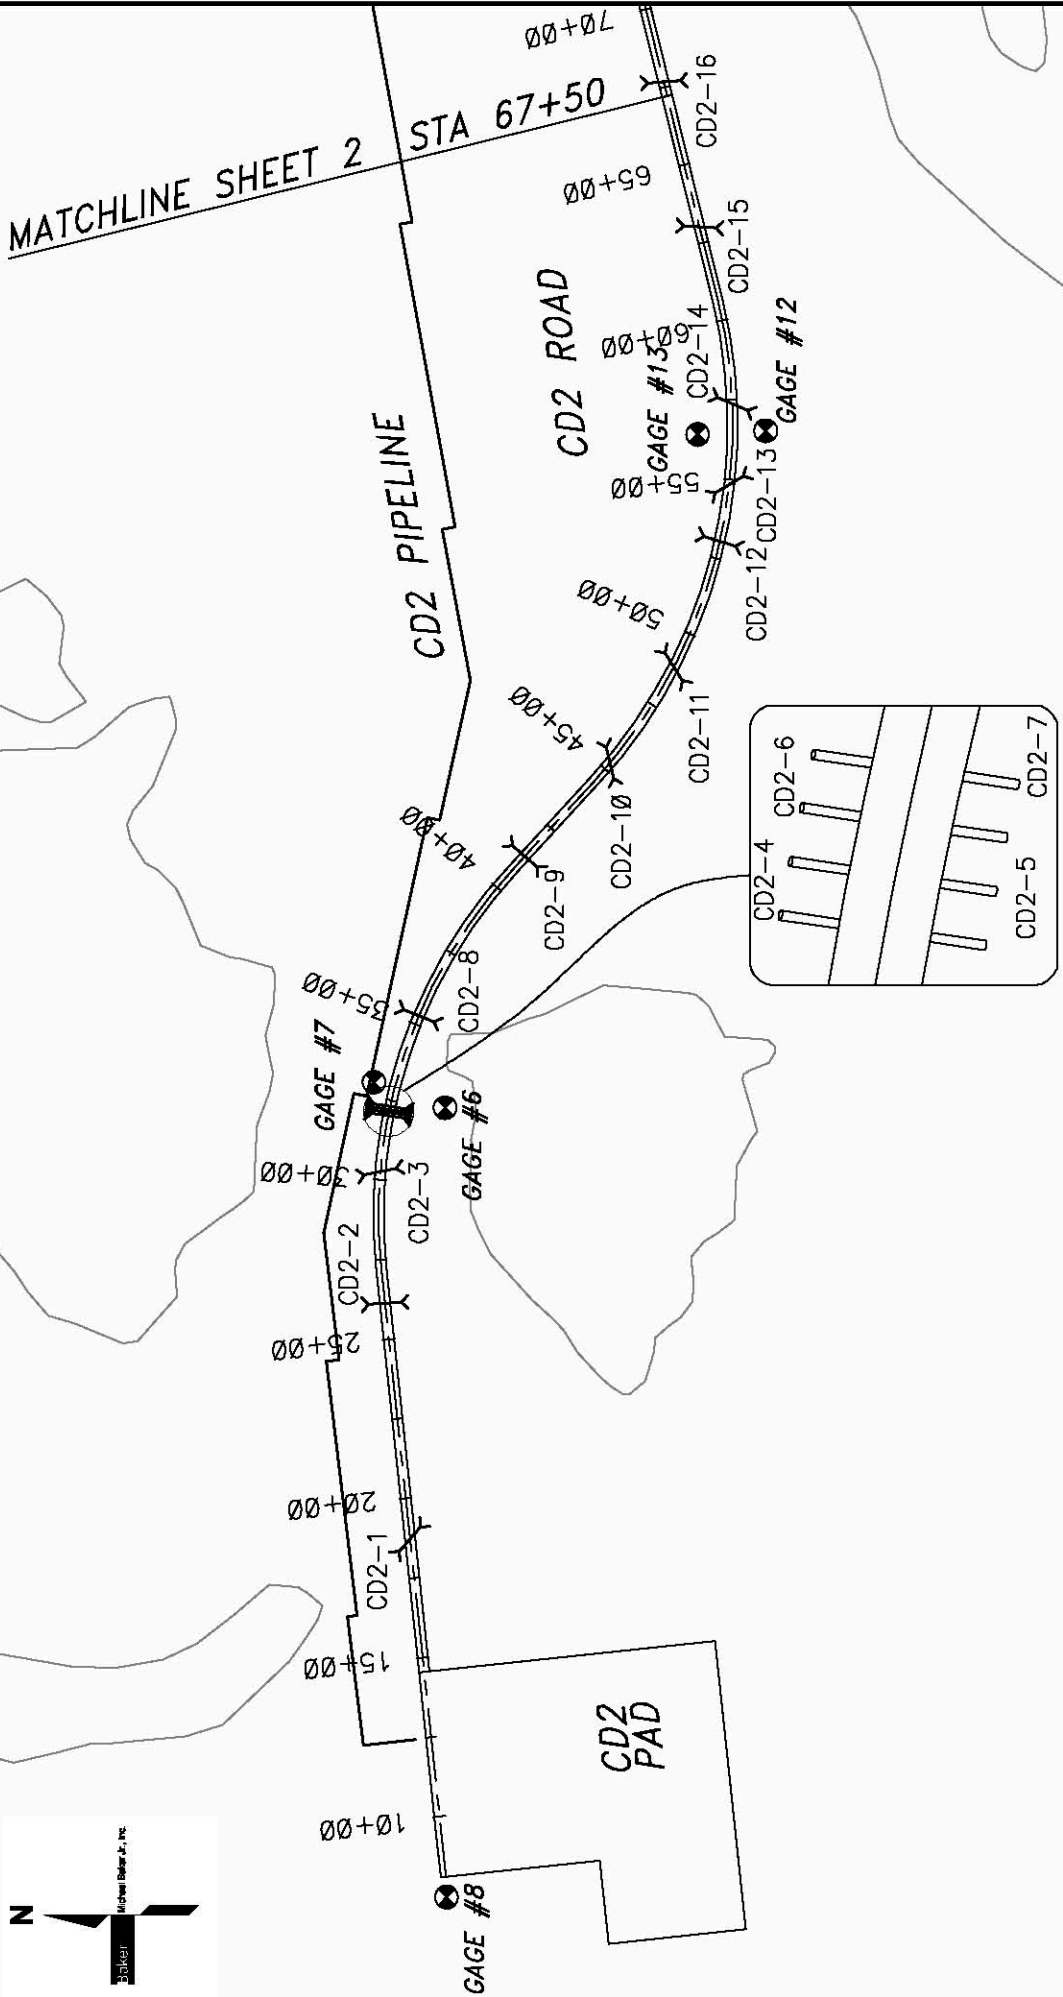 N
Baker
Michael Baker Jr., Inc.
MATCHLINE SHEET 2
STA 67+50
CD2 PIPELINE
CD2 ROAD
CD2
PAD
10+00
15+00
20+00
25+00
30+00
35+00
40+00
45+00
50+00
55+00
60+00
65+00
70+00
GAGE #8
GAGE #7
GAGE #6
GAGE #13
GAGE #12
CD2-1
CD2-2
CD2-3
CD2-8
CD2-9
CD2-10
CD2-11
CD2-12
CD2-13
CD2-14
CD2-15
CD2-16
CD2-4
CD2-6
CD2-5
CD2-7